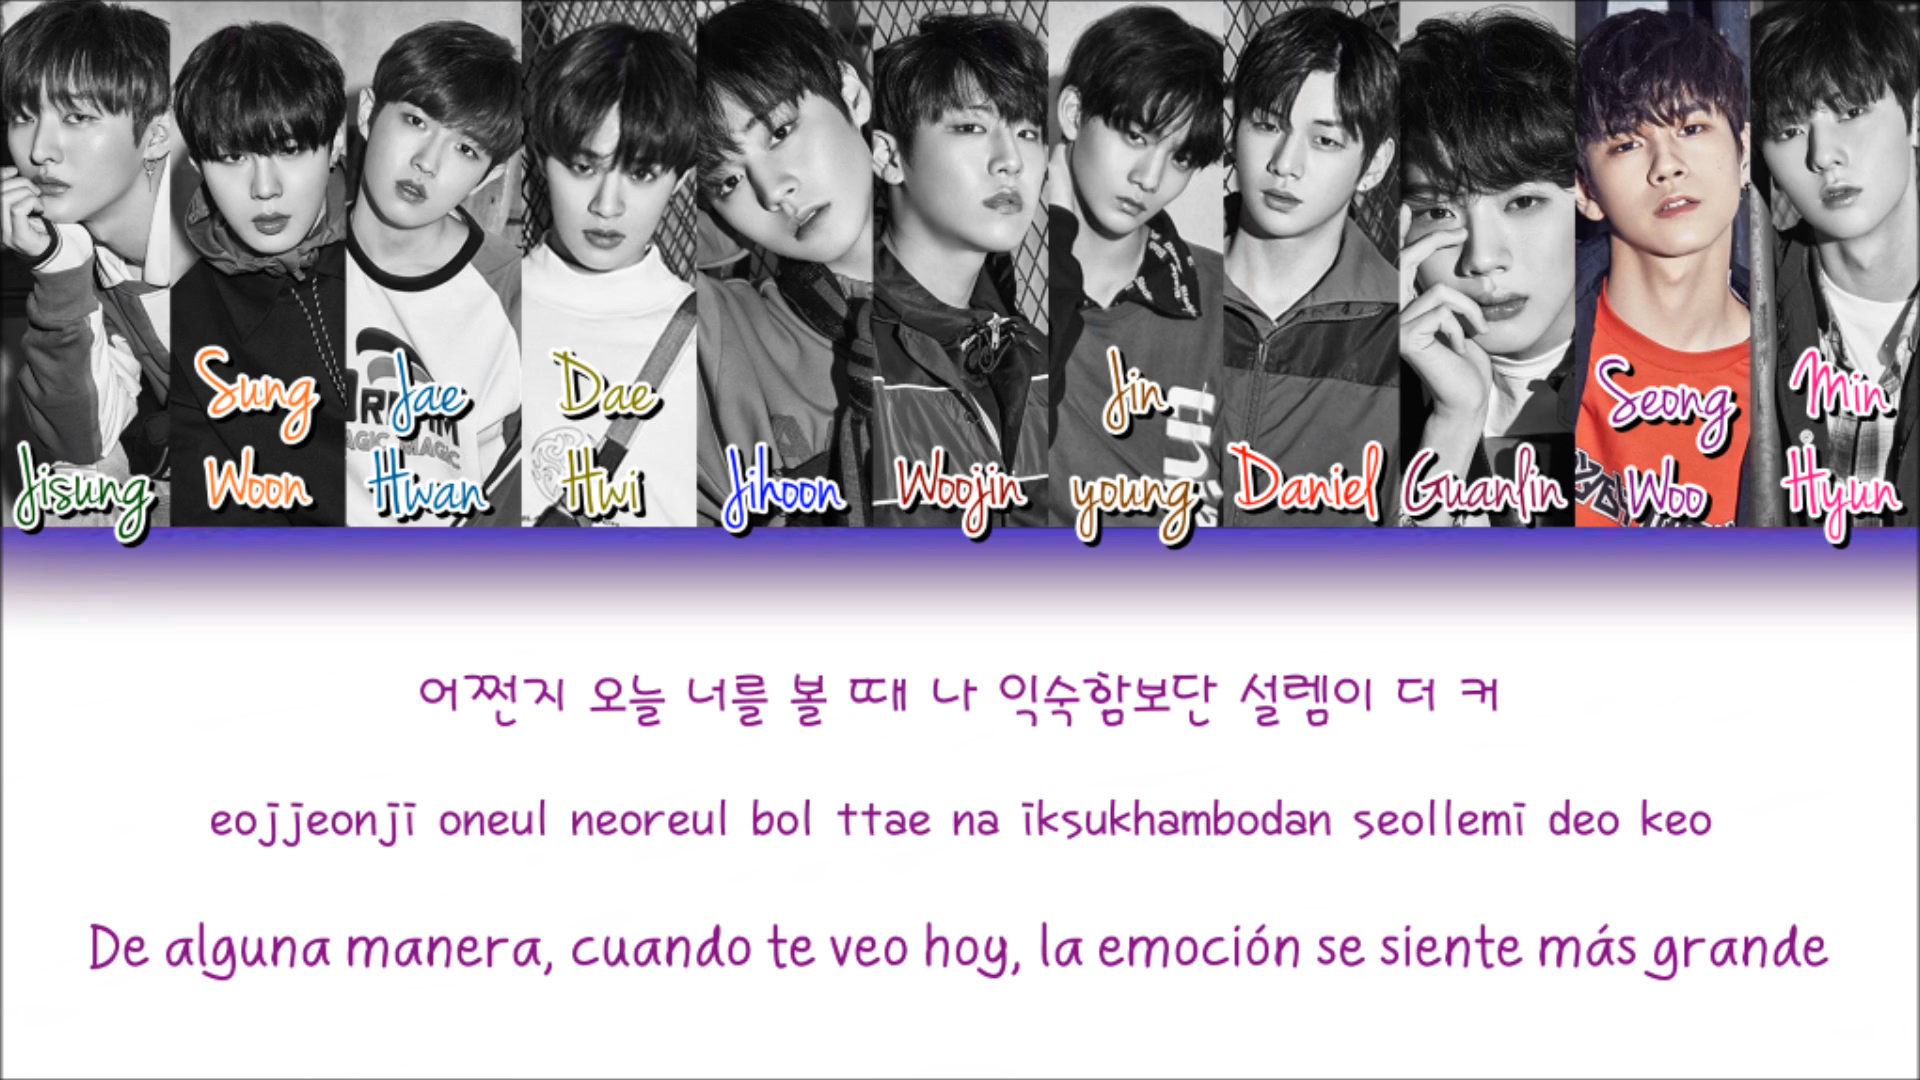 Jisung
Sung
Woon
Jae
Hwan
Dae
Hwi
Jihoon
Woojin
Jin
young
Daniel
Guanlin
Seong
Woo
Min
Hyun
어쩐지 오늘 너를 볼 때 나 익숙함보단 설렘이 더 커
eojjeonji oneul neoreul bol ttae na iksukhambodan seollemi deo keo
De alguna manera, cuando te veo hoy, la emoción se siente más grande